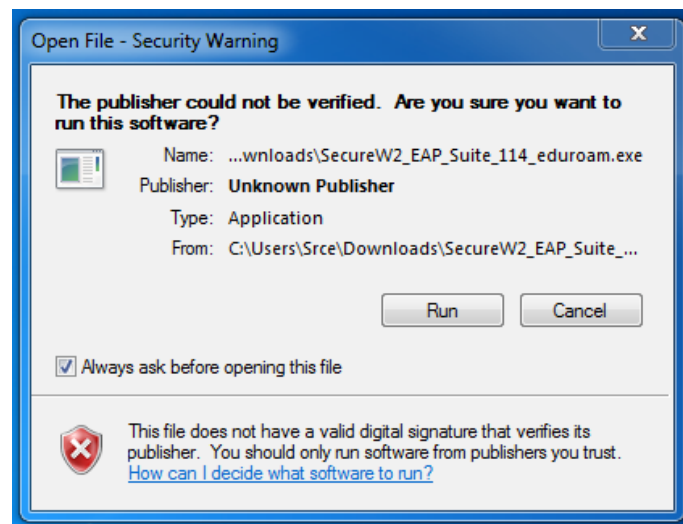 Open File - Security Warning
The publisher could not be verified. Are you sure you want to
run this software?
Name: ...wnloads\SecureW2_EAP_Suite_114_eduroam.exe
Publisher: Unknown Publisher
Type: Application
From: C:\Users\Srce\Downloads\SecureW2_EAP_Suite_...
Run Cancel
Always ask before opening this file
This file does not have a valid digital signature that verifies its
publisher. You should only run software from publishers you trust.
How can I decide what software to run?